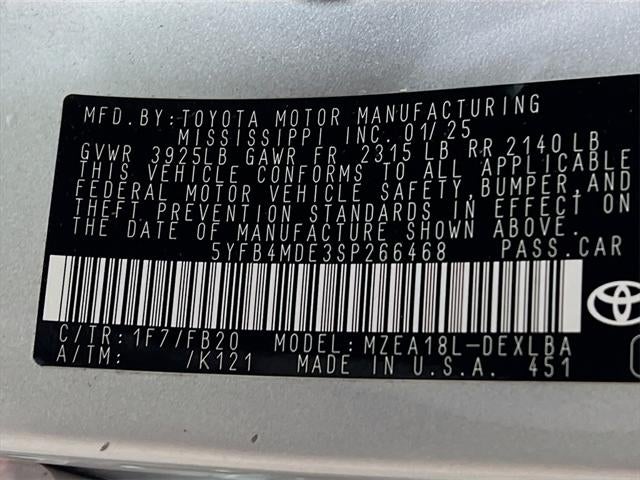 MFD. BY: TOYOTA MOTOR MANUFACTURING
MISSISSIPPI INC. 01/25
GVWR 3925LB GAWR FR 2315 LB RR 2140 LB
THIS VEHICLE CONFORMS TO ALL APPLICABLE
FEDERAL MOTOR VEHICLE SAFETY, BUMPER, AND
THEFT PREVENTION STANDARDS IN EFFECT ON
THE DATE OF MANUFACTURE SHOWN ABOVE.
5YFB4MDE3SP266468 PASS.CAR
C/TR: 1F7/FB20 MODEL: MZEA18L-DEXLBA
A/TM: /K121 MADE IN U.S.A. 451